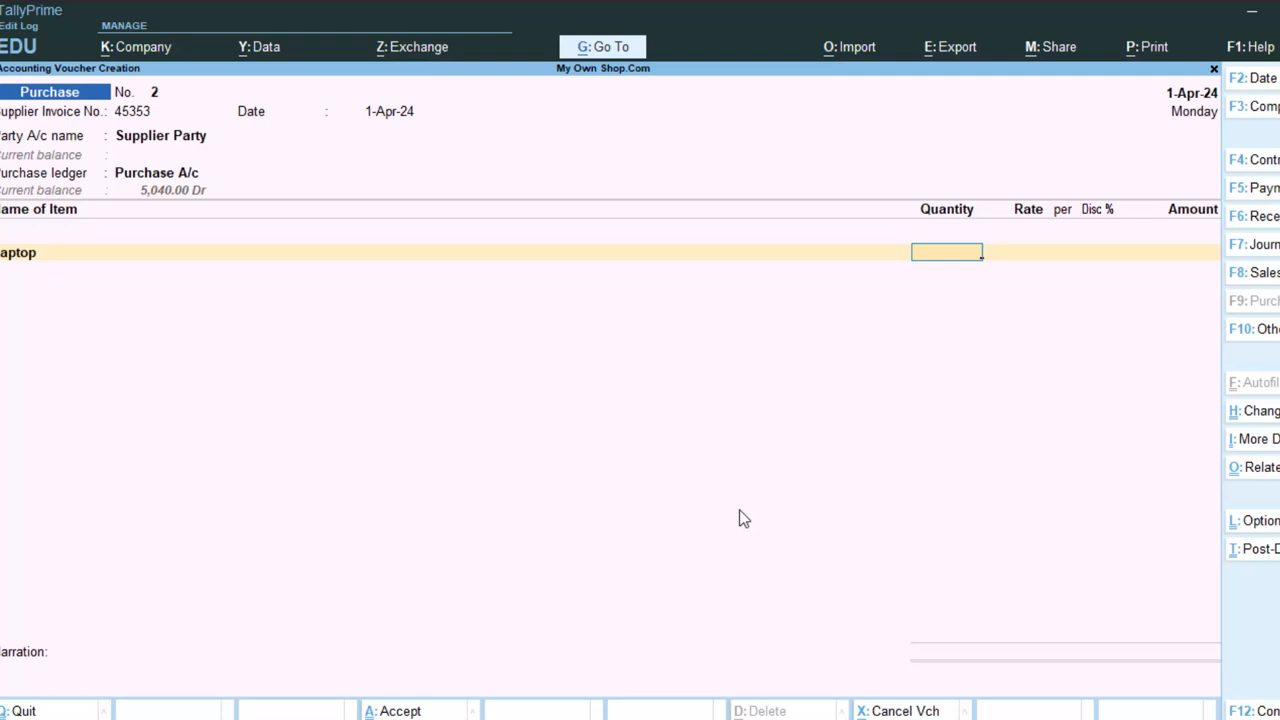 TallyPrime
Edit Log
MANAGE
EDU
K: Company
Y: Data
Z: Exchange
G: Go To
O: Import
E: Export
M: Share
P: Print
F1: Help
Accounting Voucher Creation
My Own Shop.Com
Purchase No. 2
1-Apr-24
upplier Invoice No.: 45353 Date : 1-Apr-24
Monday
arty A/c name : Supplier Party
Current balance :
urchase ledger : Purchase A/c
Current balance : 5,040.00 Dr
ame of Item Quantity Rate per Disc % Amount
aptop
arration:
F2: Date
F3: Comp
F4: Contr
F5: Paym
F6: Rece
F7: Journ
F8: Sales
F9: Purch
F10: Othe
F: Autofil
H: Chang
I: More D
O: Relate
L: Option
T: Post-D
Q: Quit
A: Accept
D: Delete
X: Cancel Vch
F12: Con